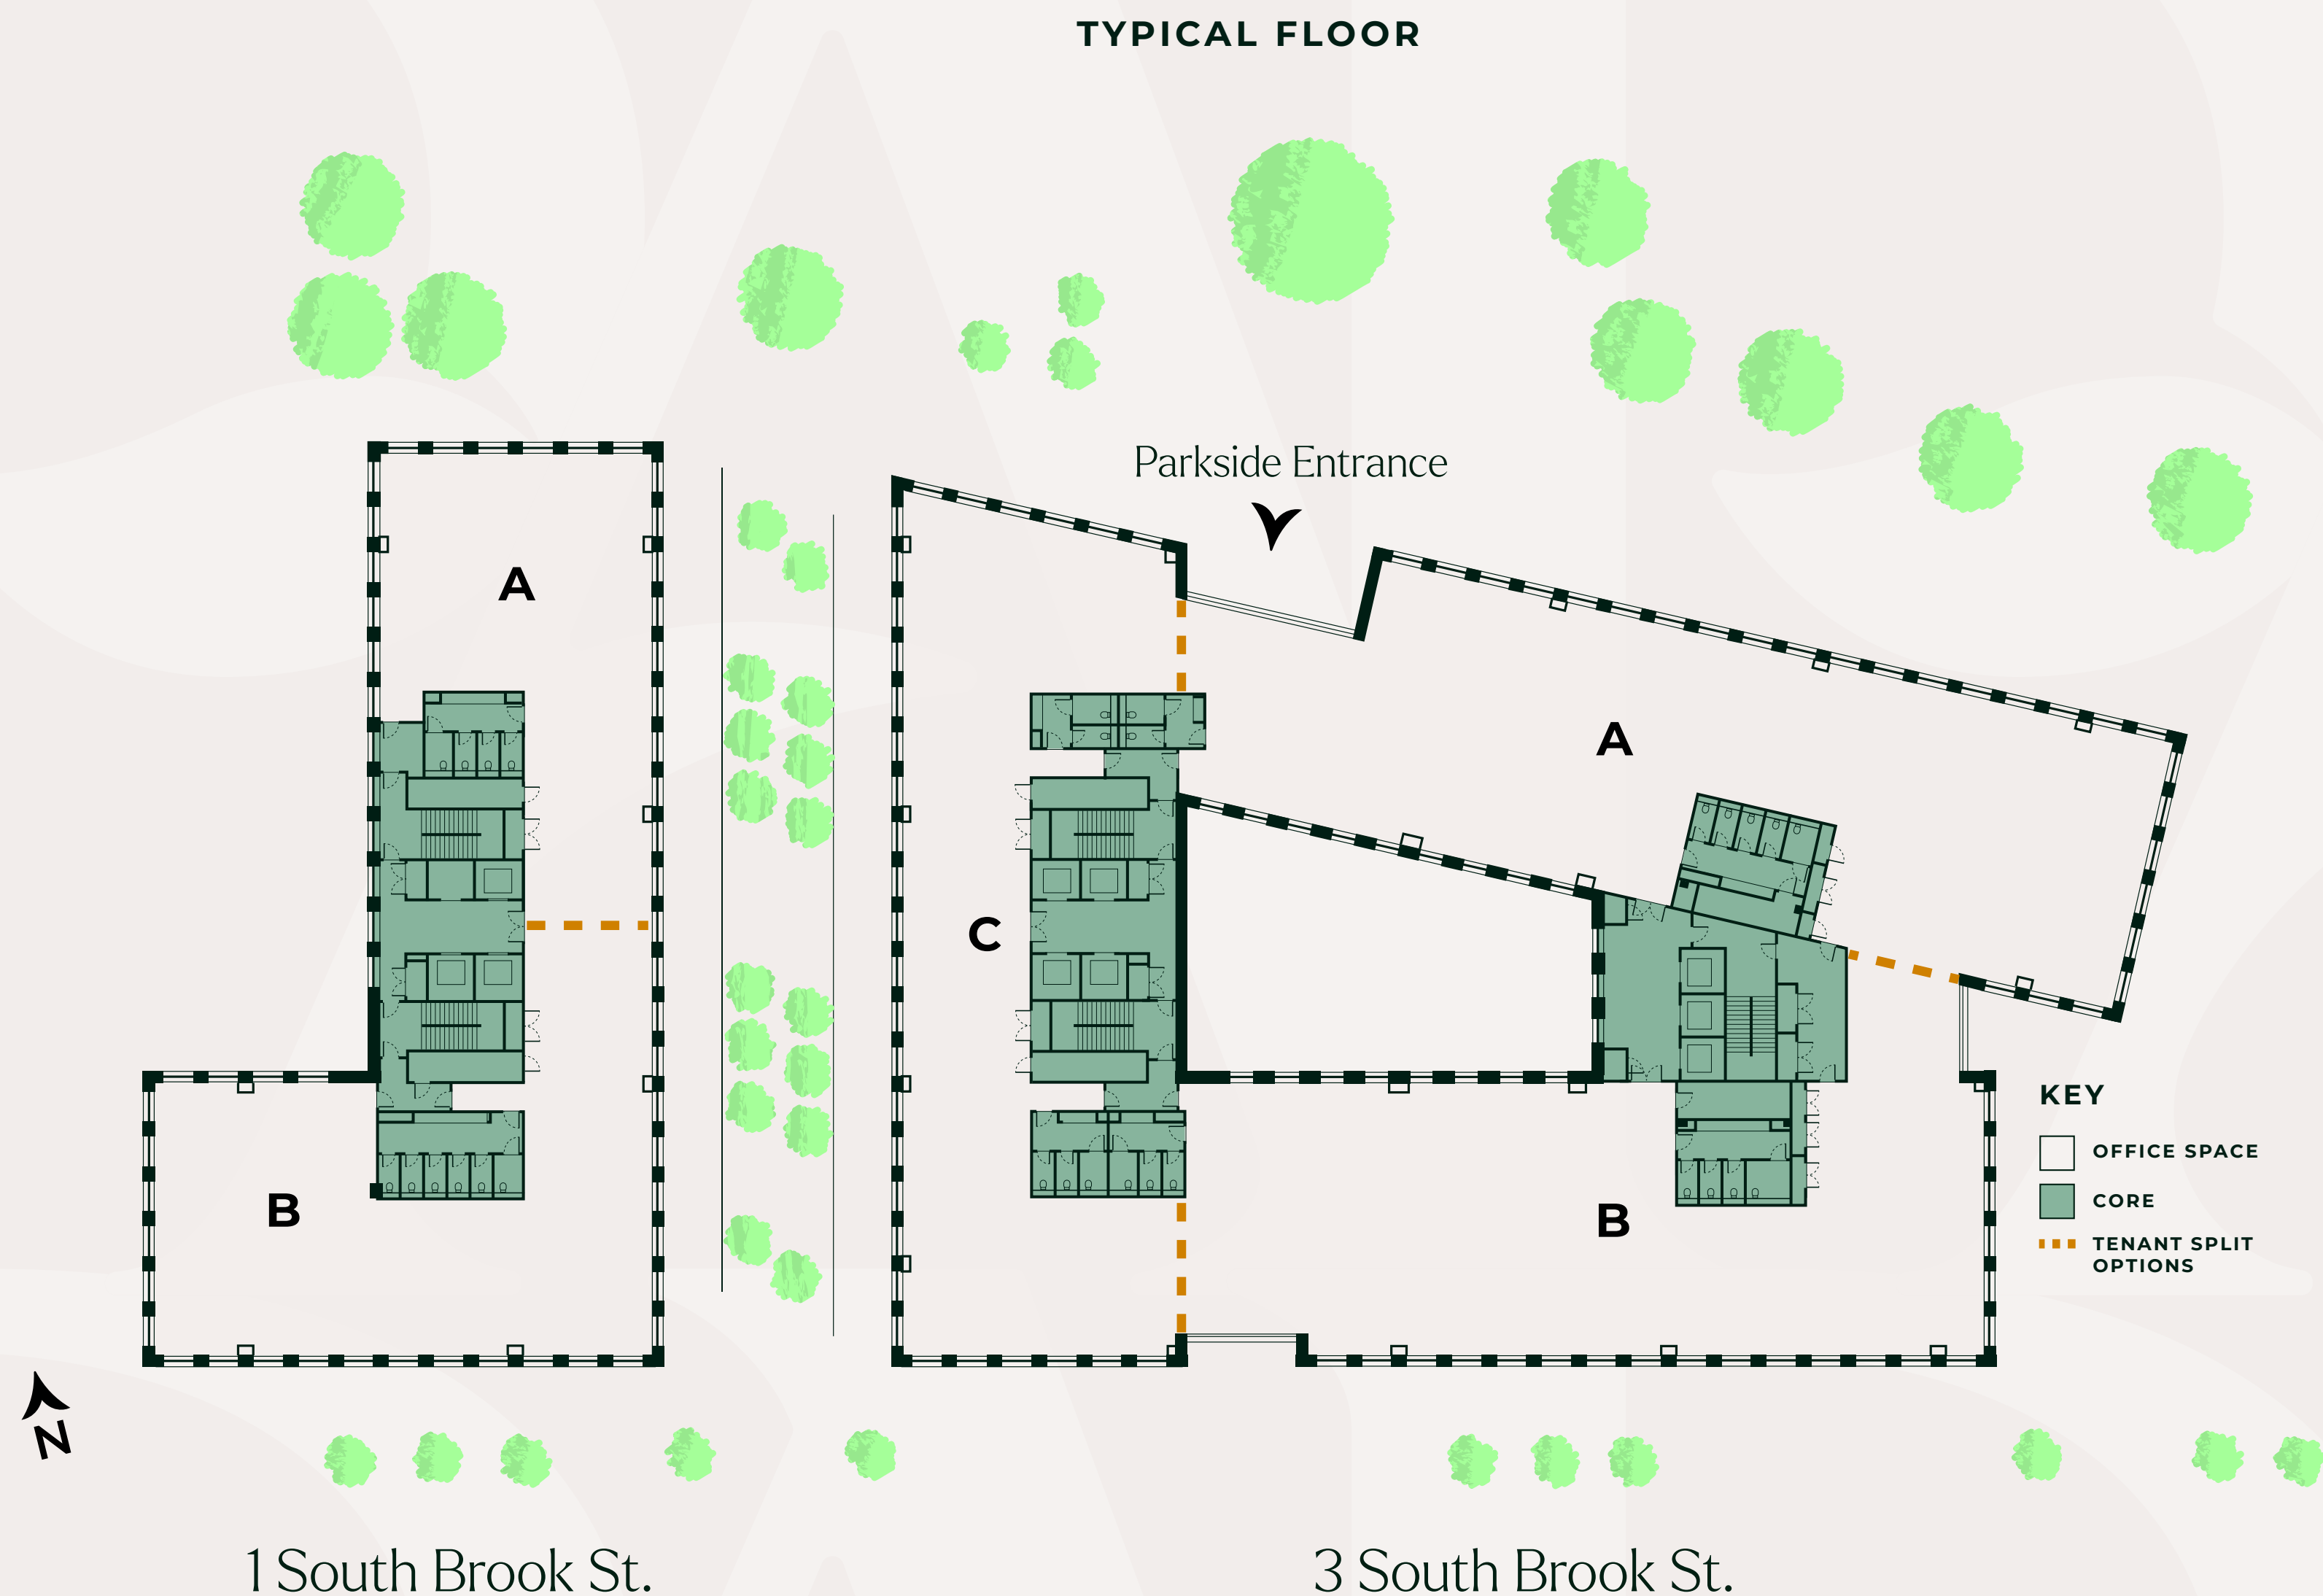 TYPICAL FLOOR
Parkside Entrance
A
A
C
B
B
KEY
OFFICE SPACE
CORE
TENANT SPLIT
OPTIONS
N
1 South Brook St.
3 South Brook St.